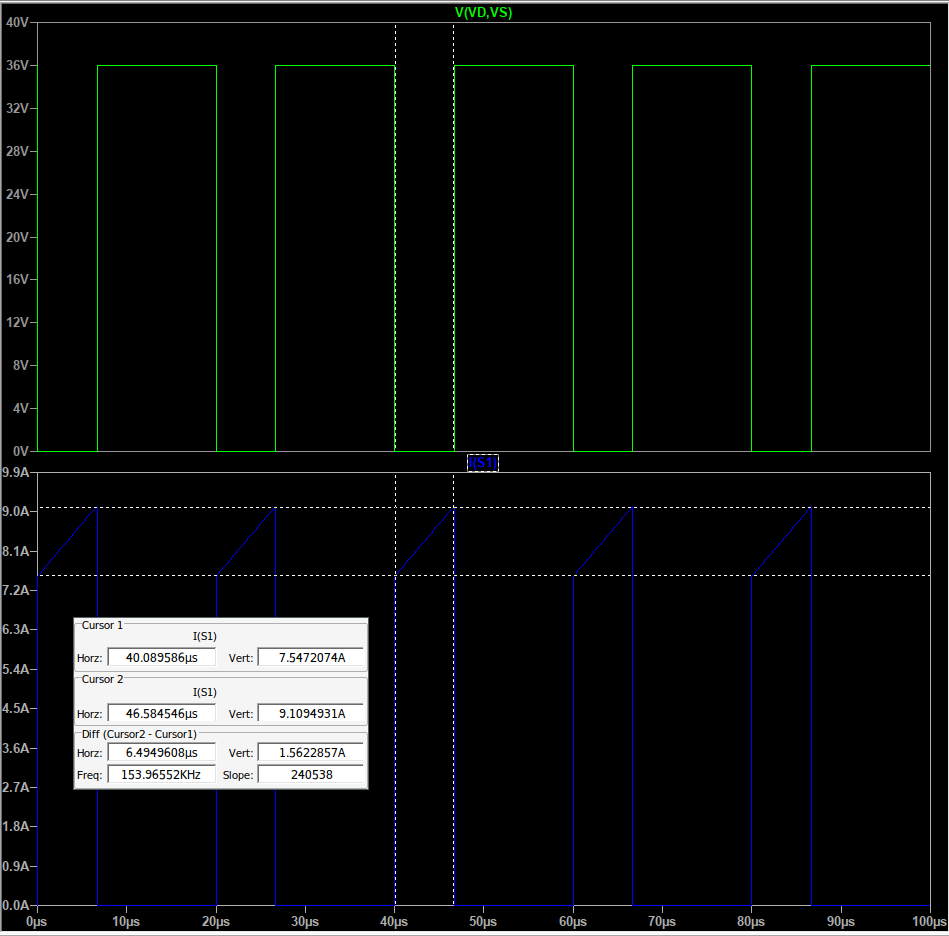 V(VD,VS)
40V
36V
32V
28V
24V
20V
16V
12V
8V
4V
0V
I(S1)
9.9A
9.0A
8.1A
7.2A
6.3A
5.4A
4.5A
3.6A
2.7A
1.8A
0.9A
0.0A
Cursor 1
I(S1)
Horz: 40.089586µs Vert: 7.5472074A
Cursor 2
I(S1)
Horz: 46.584546µs Vert: 9.1094931A
Diff (Cursor2 - Cursor1)
Horz: 6.4949608µs Vert: 1.5622857A
Freq: 153.96552KHz Slope: 240538
0µs 10µs 20µs 30µs 40µs 50µs 60µs 70µs 80µs 90µs 100µs